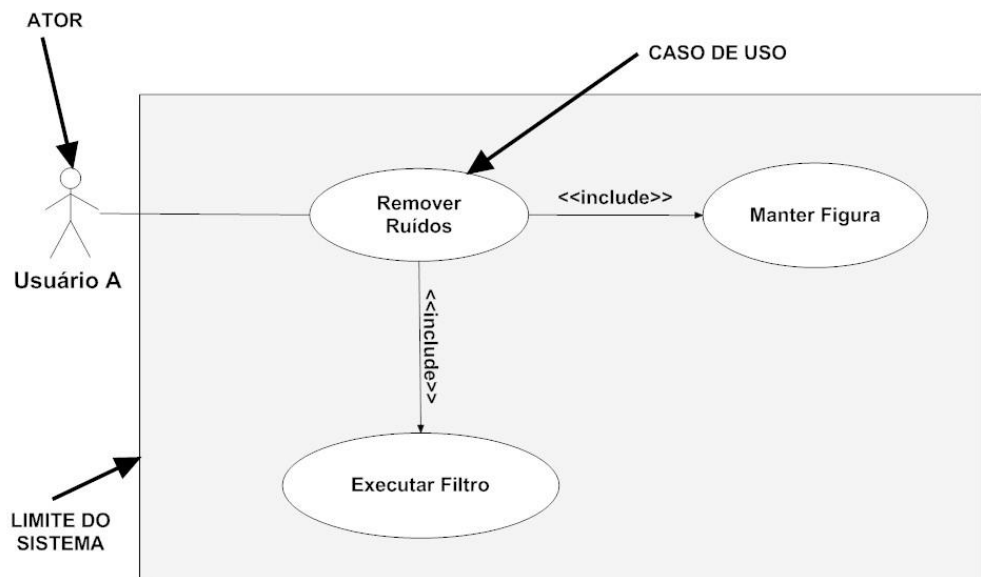 ATOR
CASO DE USO
Remover
Ruídos
<<include>>
Manter Figura
Usuário A
<<include>>
Executar Filtro
LIMITE DO
SISTEMA